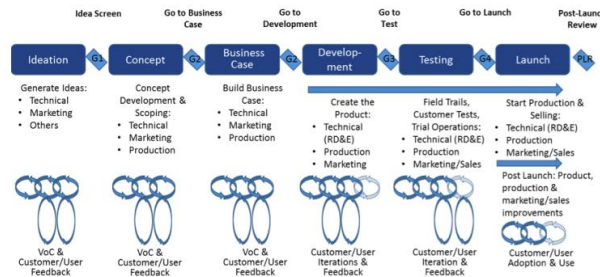 Idea Screen
Go to Business
Case
Go to
Development
Go to
Test
Go to Launch
Post-Launch
Review
Ideation
G1
Concept
G2
Business
Case
G2
Develop-
ment
G3
Testing
G4
Launch
PLR
Generate Ideas:
• Technical
• Marketing
• Others
Concept
Development &
Scoping:
• Technical
• Marketing
• Production
Build Business
Case:
• Technical
• Marketing
• Production
Create the
Product:
• Technical
(RD&E)
• Production
• Marketing
Field Trails,
Customer Tests,
Trial Operations:
• Technical (RD&E)
• Production
• Marketing/Sales
Start Production &
Selling:
• Technical (RD&E)
• Production
• Marketing/Sales
Post Launch: Product,
production &
marketing/sales
improvements
VoC &
Customer/User
Feedback
VoC &
Customer/User
Feedback
VoC &
Customer/User
Feedback
Customer/User
Iterations &
Feedback
Customer/User
Iteration &
Feedback
Customer/User
Adoption & Use